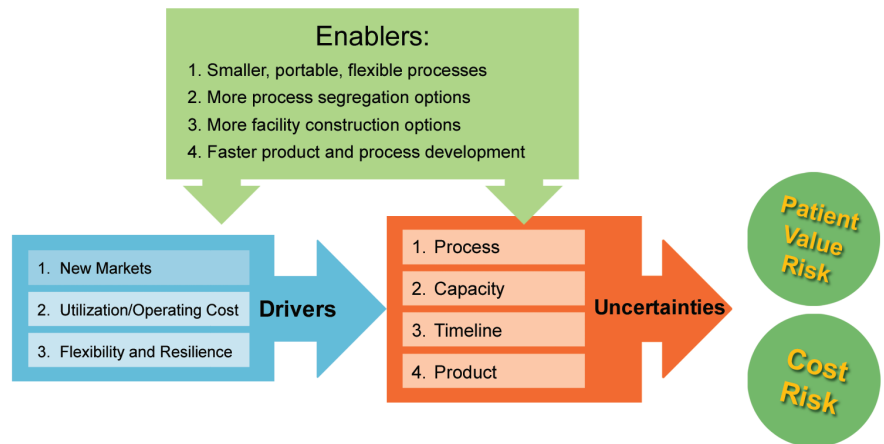 Enablers:
1. Smaller, portable, flexible processes
2. More process segregation options
3. More facility construction options
4. Faster product and process development
1. New Markets
2. Utilization/Operating Cost
3. Flexibility and Resilience
Drivers
1. Process
2. Capacity
3. Timeline
4. Product
Uncertainties
Patient
Value
Risk
Cost
Risk